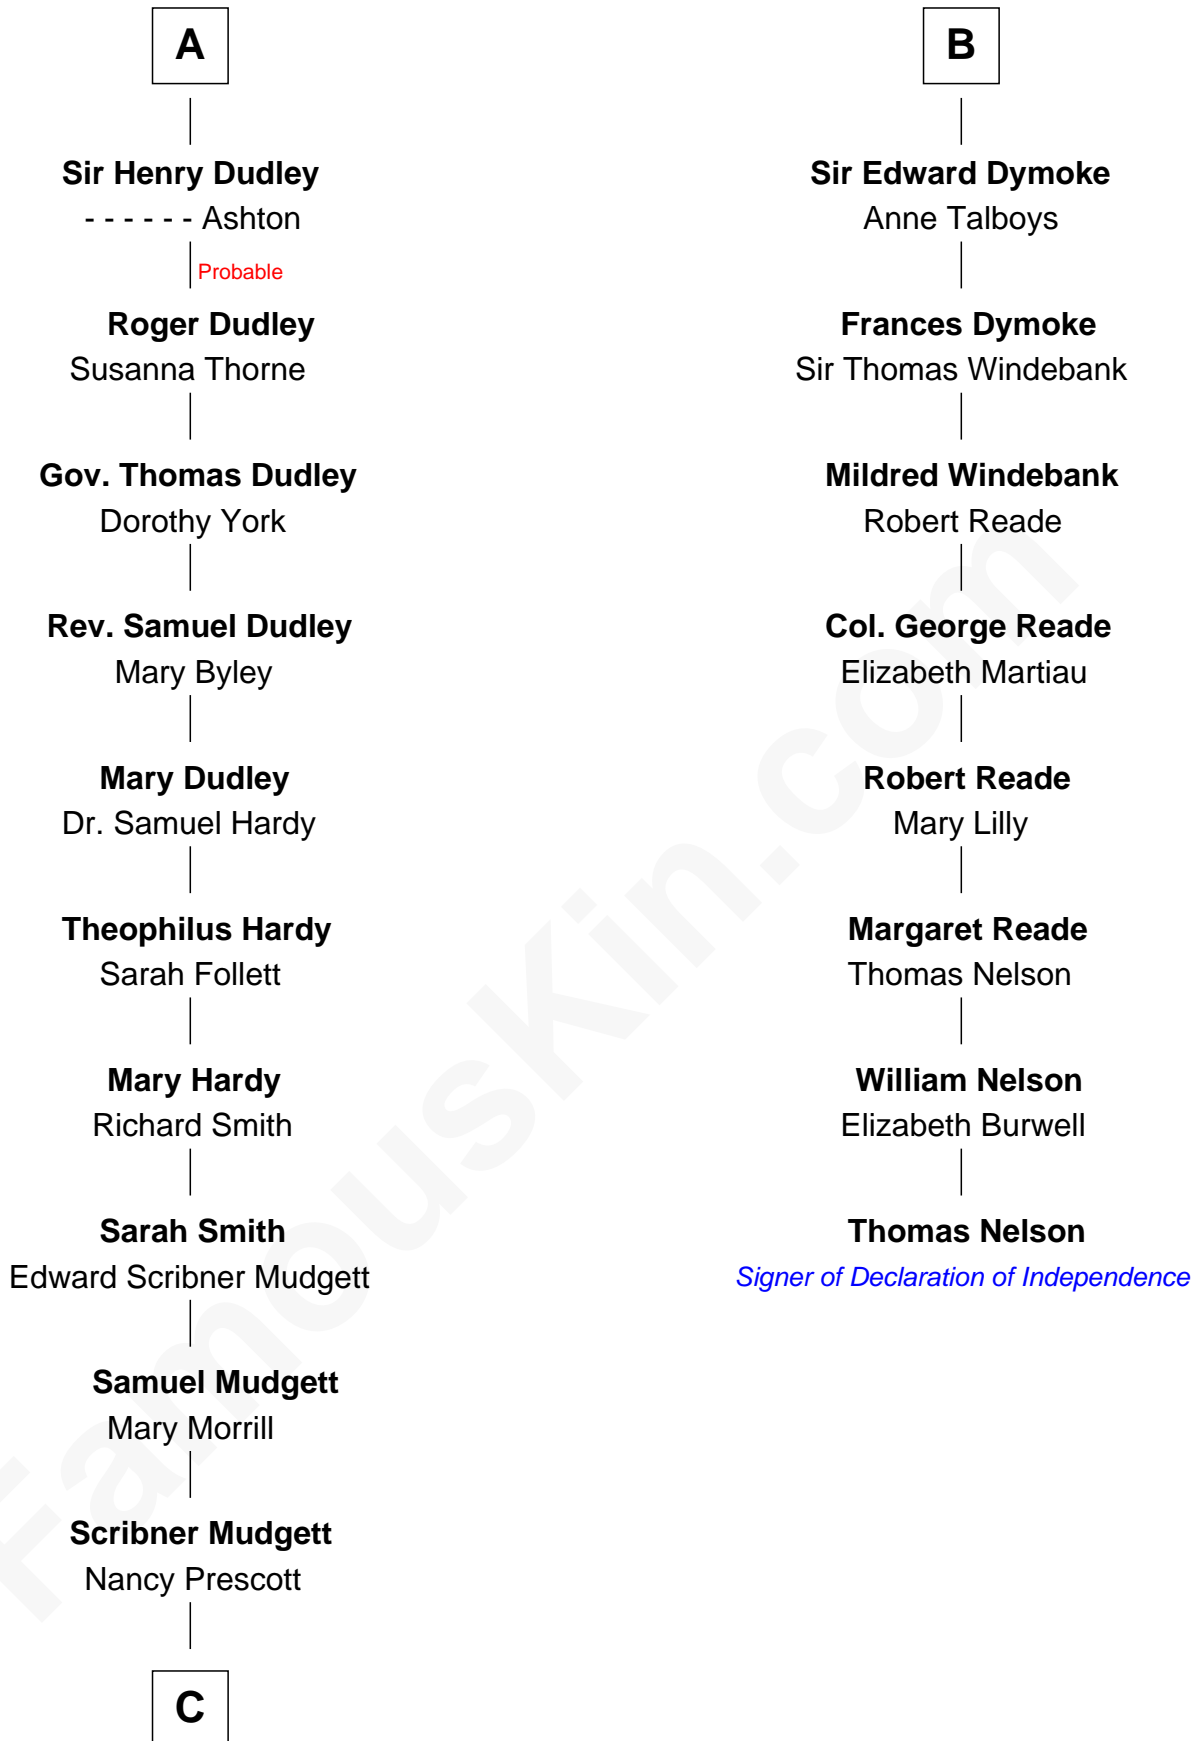 A
Sir Henry Dudley
- - - - - - Ashton
Probable
Roger Dudley
Susanna Thorne
Gov. Thomas Dudley
Dorothy York
Rev. Samuel Dudley
Mary Byley
Mary Dudley
Dr. Samuel Hardy
Theophilus Hardy
Sarah Follett
Mary Hardy
Richard Smith
Sarah Smith
Edward Scribner Mudgett
Samuel Mudgett
Mary Morrill
Scribner Mudgett
Nancy Prescott
C
B
Sir Edward Dymoke
Anne Talboys
Frances Dymoke
Sir Thomas Windebank
Mildred Windebank
Robert Reade
Col. George Reade
Elizabeth Martiau
Robert Reade
Mary Lilly
Margaret Reade
Thomas Nelson
William Nelson
Elizabeth Burwell
Thomas Nelson
Signer of Declaration of Independence
FamousKin.com